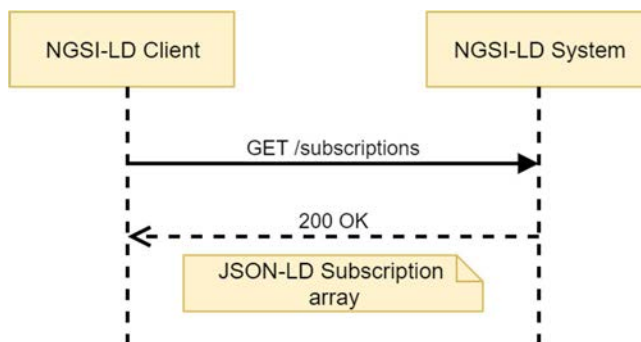 NGSI-LD Client
NGSI-LD System
GET /subscriptions
200 OK
JSON-LD Subscription
array